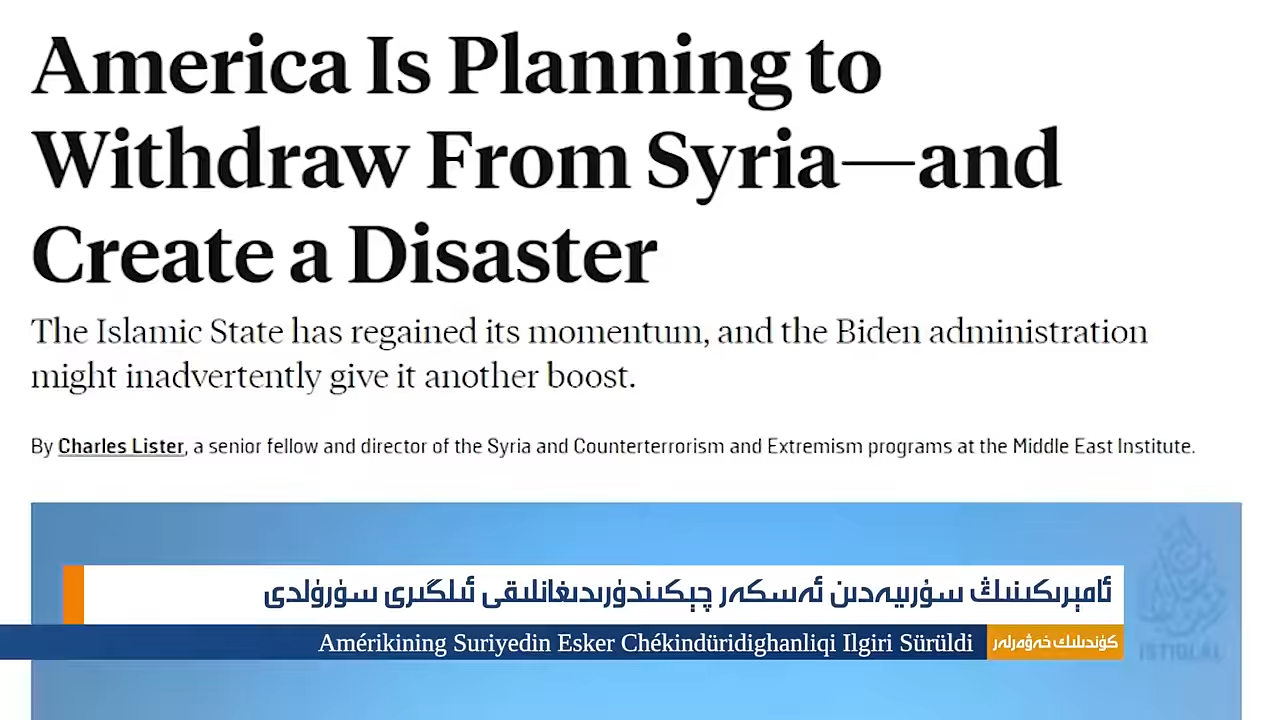 America Is Planning to
Withdraw From Syria—and
Create a Disaster
The Islamic State has regained its momentum, and the Biden administration
might inadvertently give it another boost.
By Charles Lister, a senior fellow and director of the Syria and Counterterrorism and Extremism programs at the Middle East Institute.
ئامېرىكىنىڭ سۈرىيەدىن ئەسكەر چېكىندۈرىدىغانلىقى ئىلگىرى سۈرۈلدى
Amérikining Suriyedin Esker Chékindüridighanliqi Ilgiri Sürüldi
كۈندىلىك خەۋەرلەر
ISTIQLAL